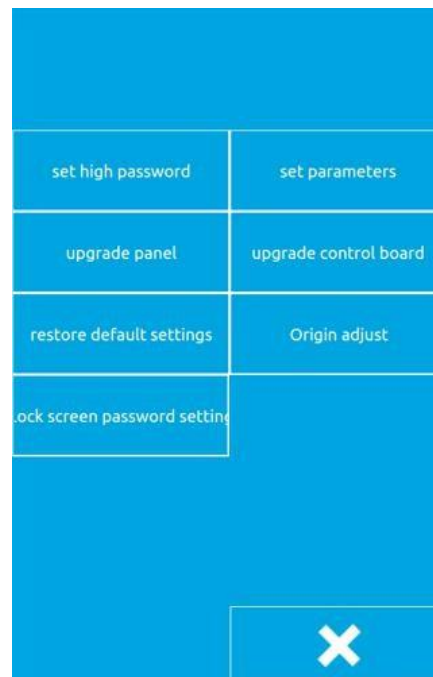 set high password
set parameters
upgrade panel
upgrade control board
restore default settings
Origin adjust
ock screen password setting